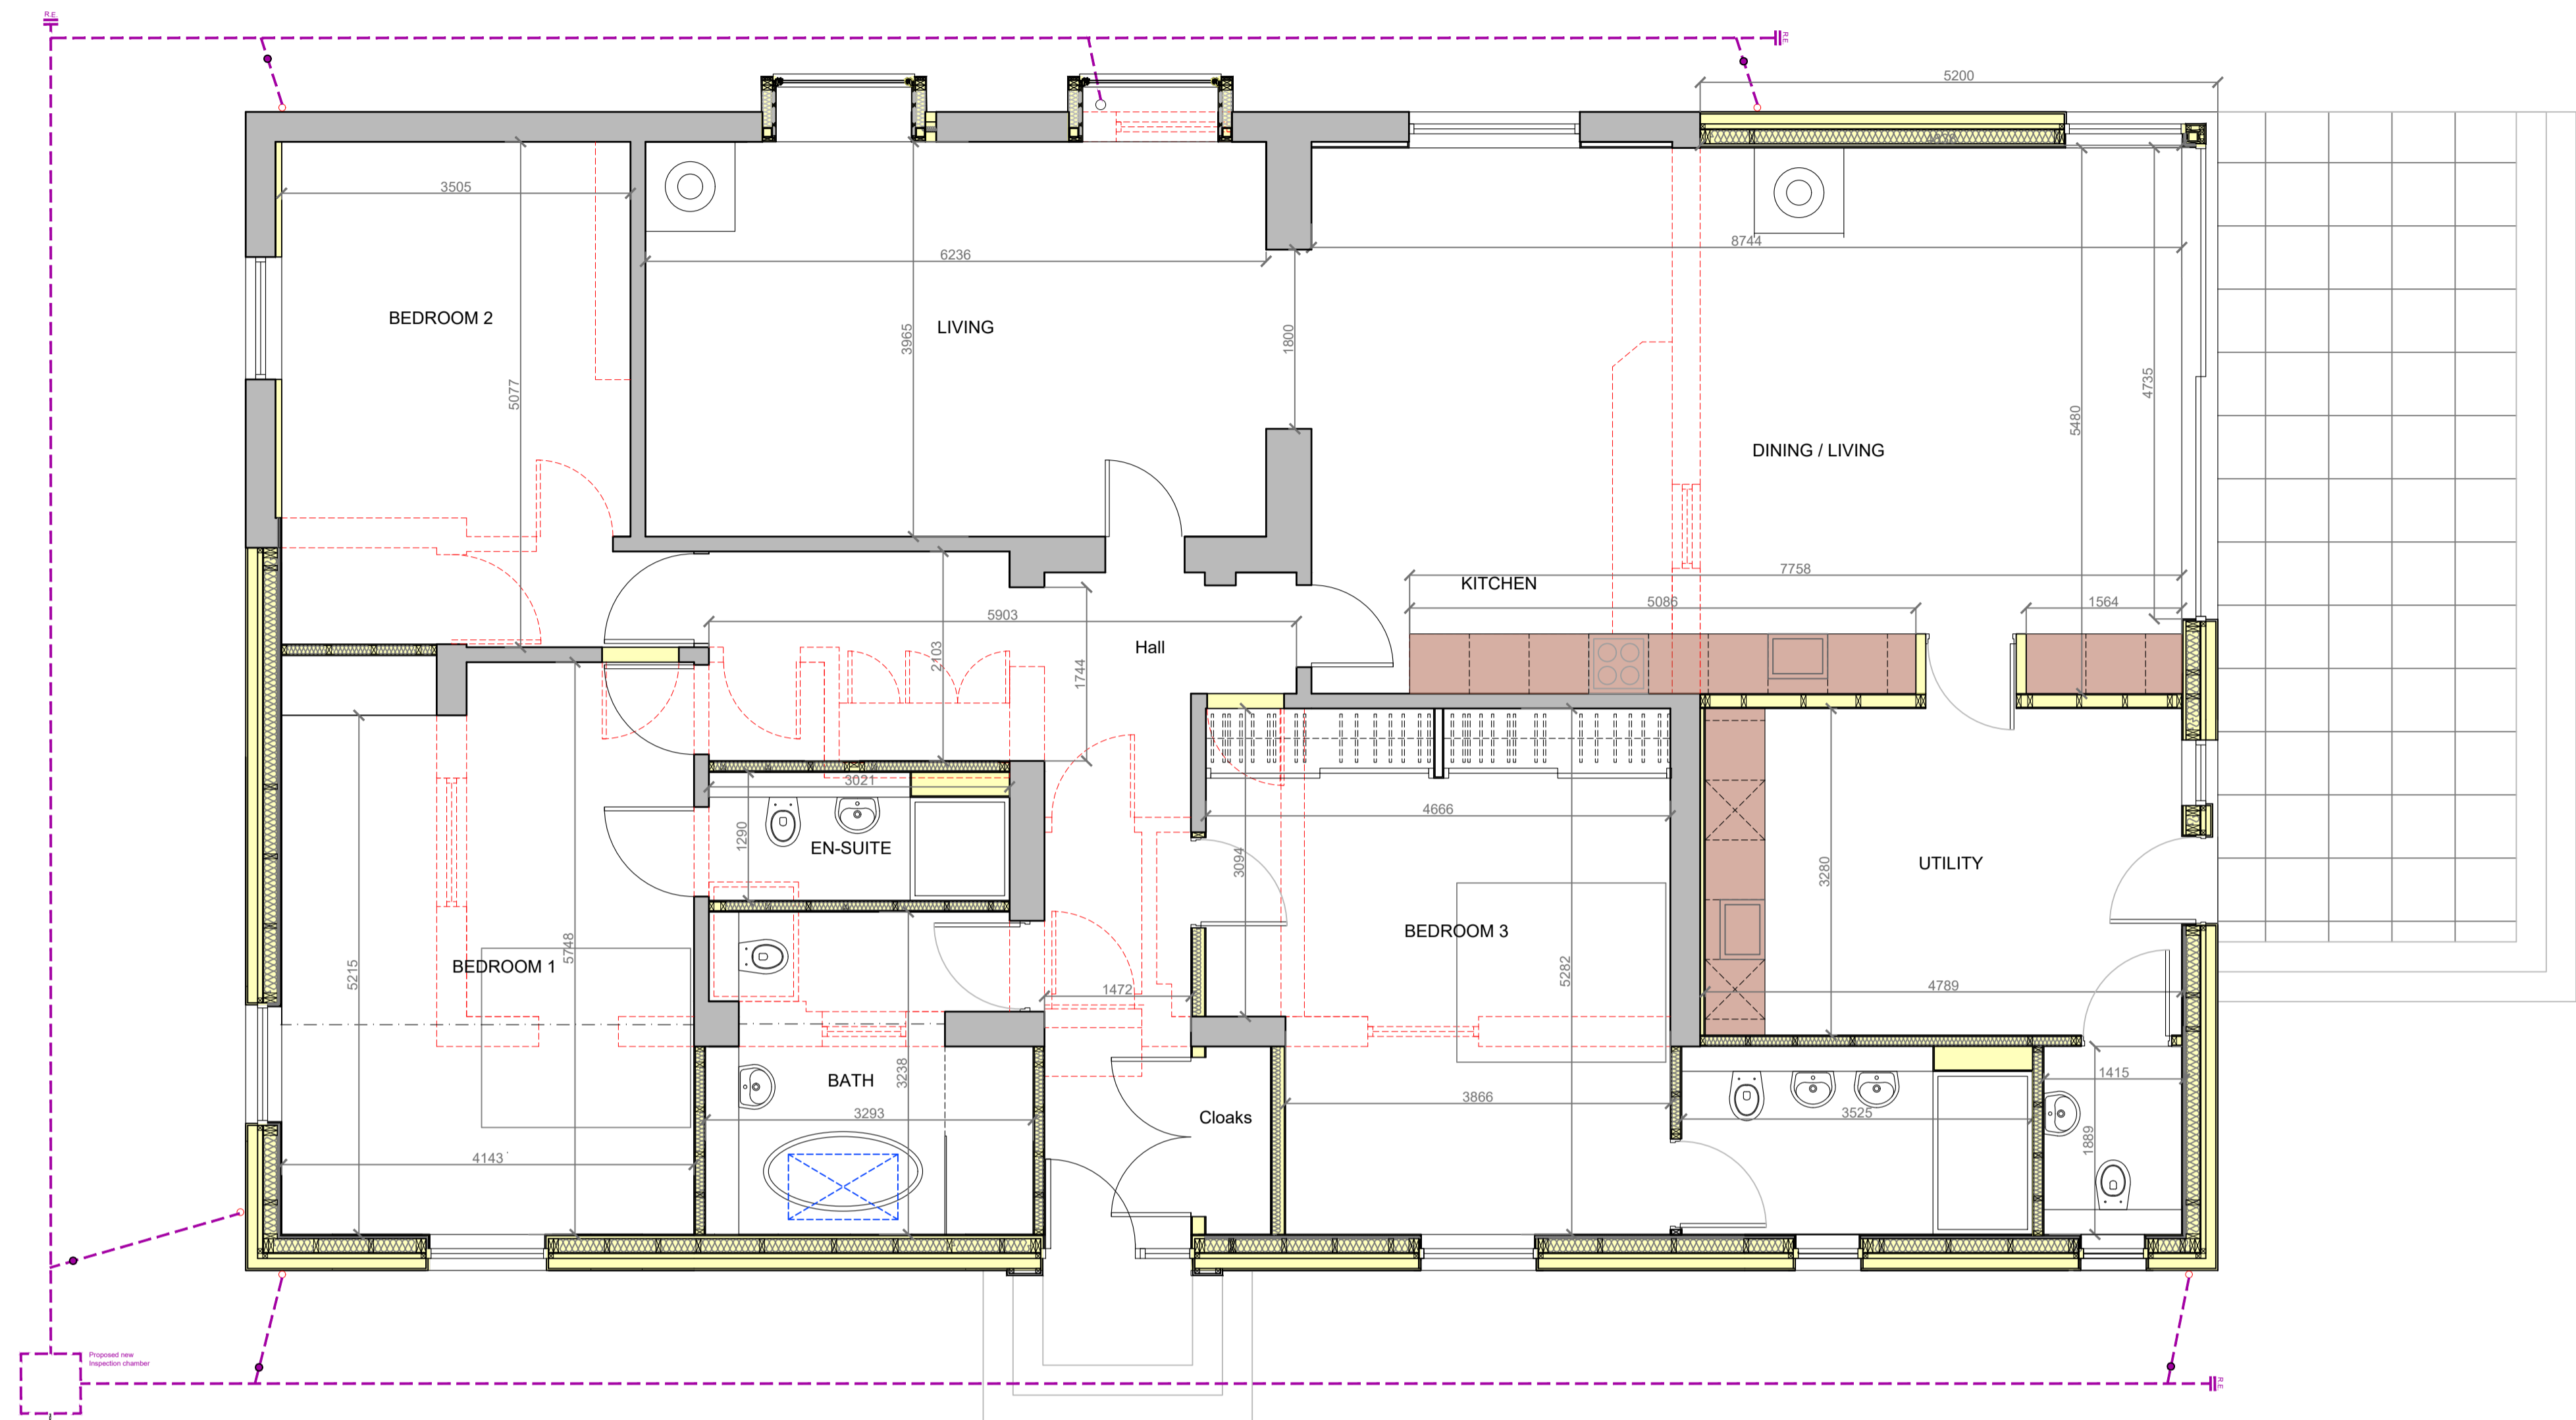 R.E.
R.E.
5200
3505
6236
8744
BEDROOM 2
LIVING
3965
1800
5077
4735
5480
DINING / LIVING
KITCHEN
7758
5086
1564
5903
Hall
2103
1744
3021
1290
EN-SUITE
4666
3094
3280
UTILITY
BEDROOM 3
BEDROOM 1
5748
5215
5282
1472
4789
BATH
3238
3293
Cloaks
3866
3525
1415
1889
4143
Proposed new
Inspection chamber
R.E.